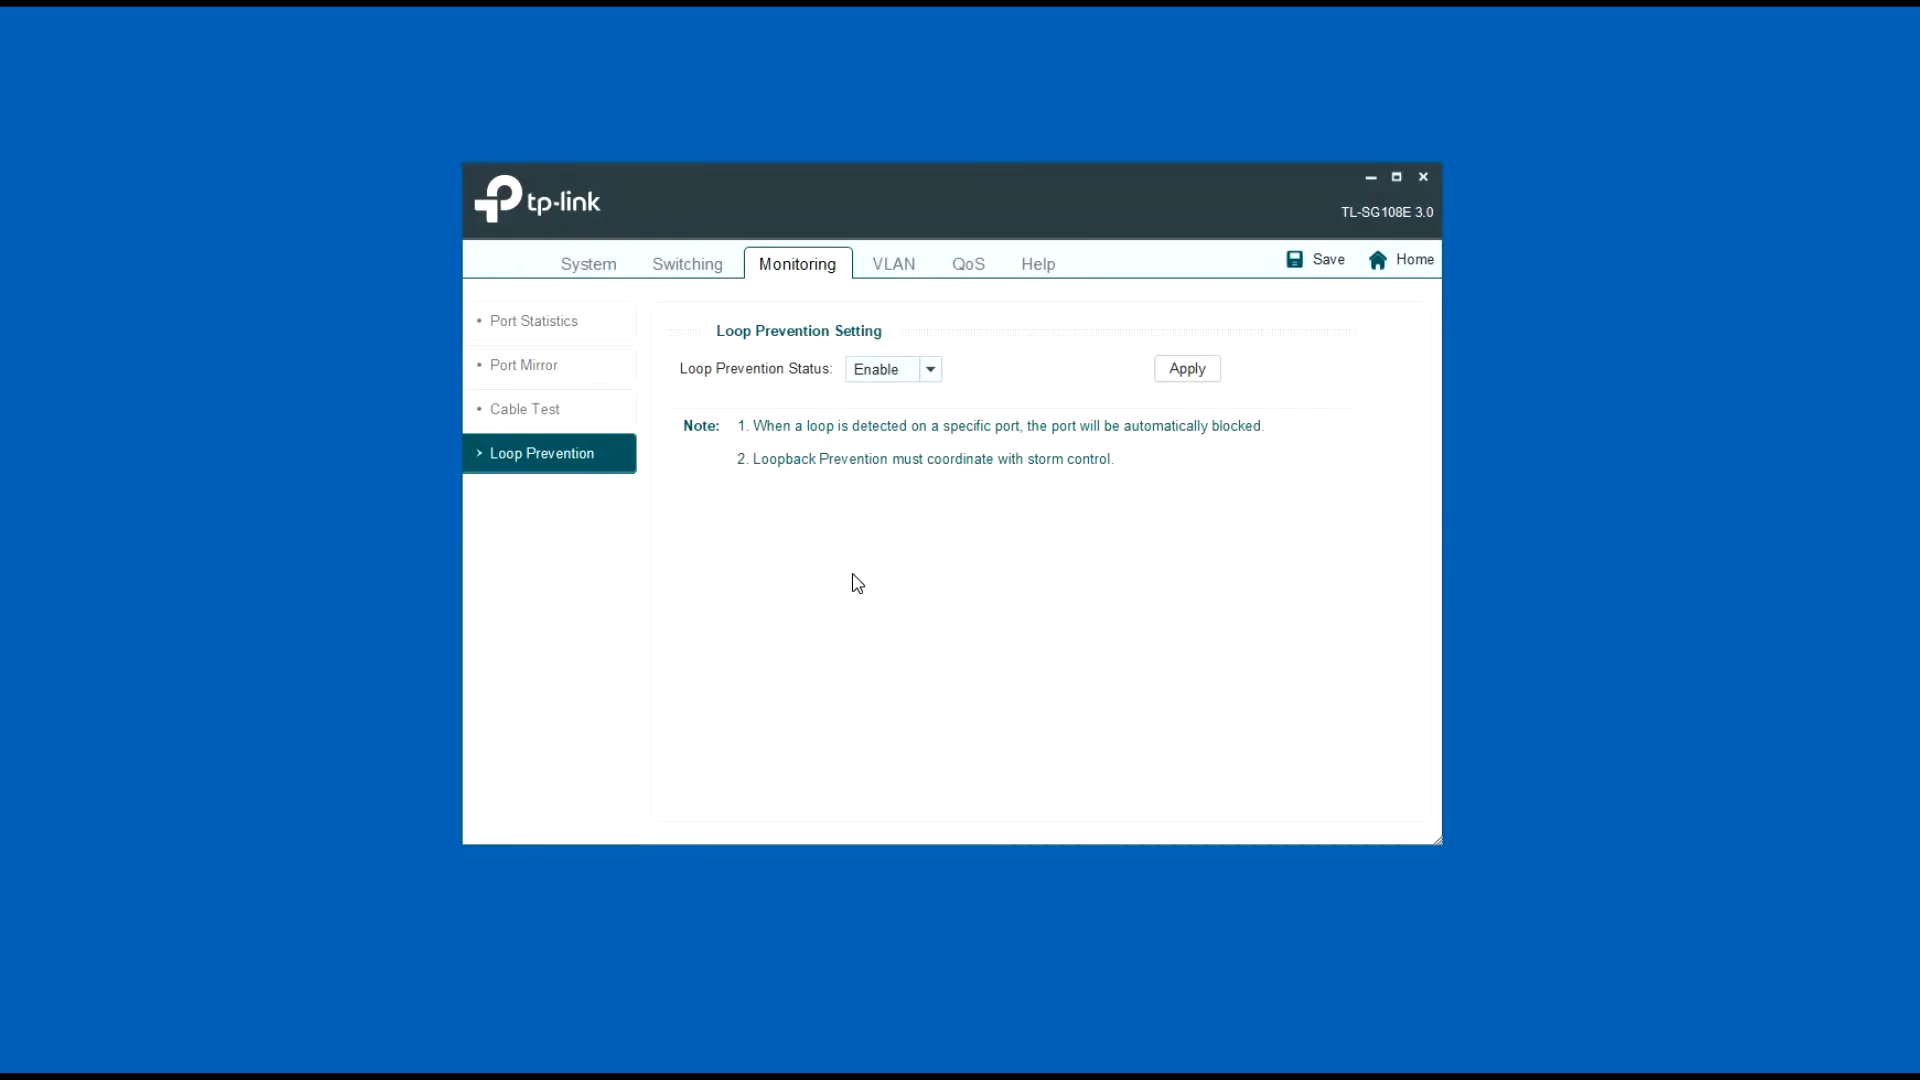 tp-link
TL-SG108E 3.0
System Switching Monitoring VLAN QoS Help Save Home
• Port Statistics
• Port Mirror
• Cable Test
> Loop Prevention
Loop Prevention Setting
Loop Prevention Status: Enable Apply
Note: 1. When a loop is detected on a specific port, the port will be automatically blocked.
2. Loopback Prevention must coordinate with storm control.